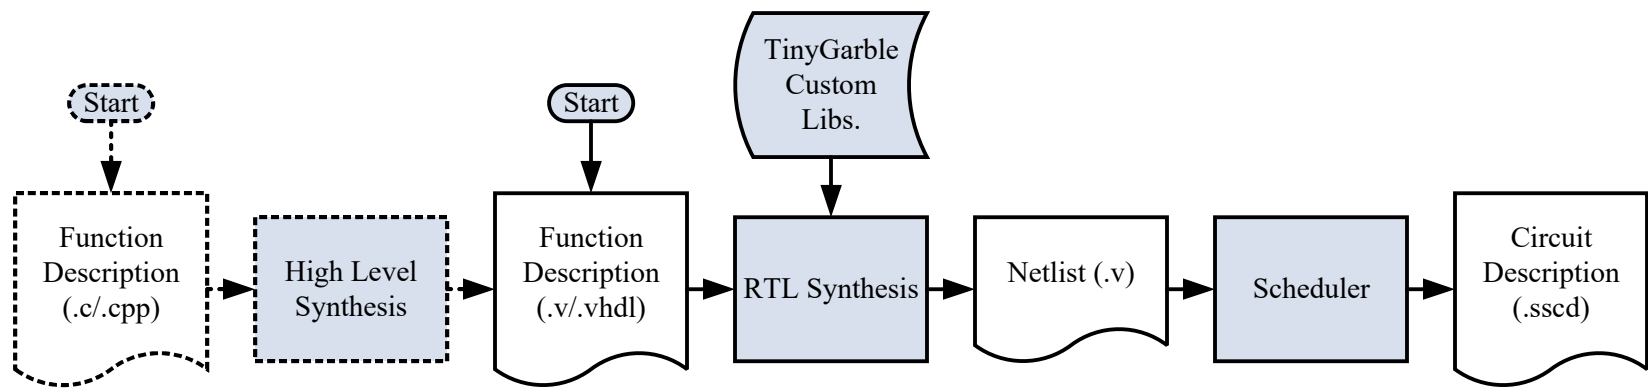 Start
Function
Description
(.c/.cpp)
High Level
Synthesis
Start
Function
Description
(.v/.vhdl)
TinyGarble
Custom
Libs.
RTL Synthesis
Netlist (.v)
Scheduler
Circuit
Description
(.sscd)